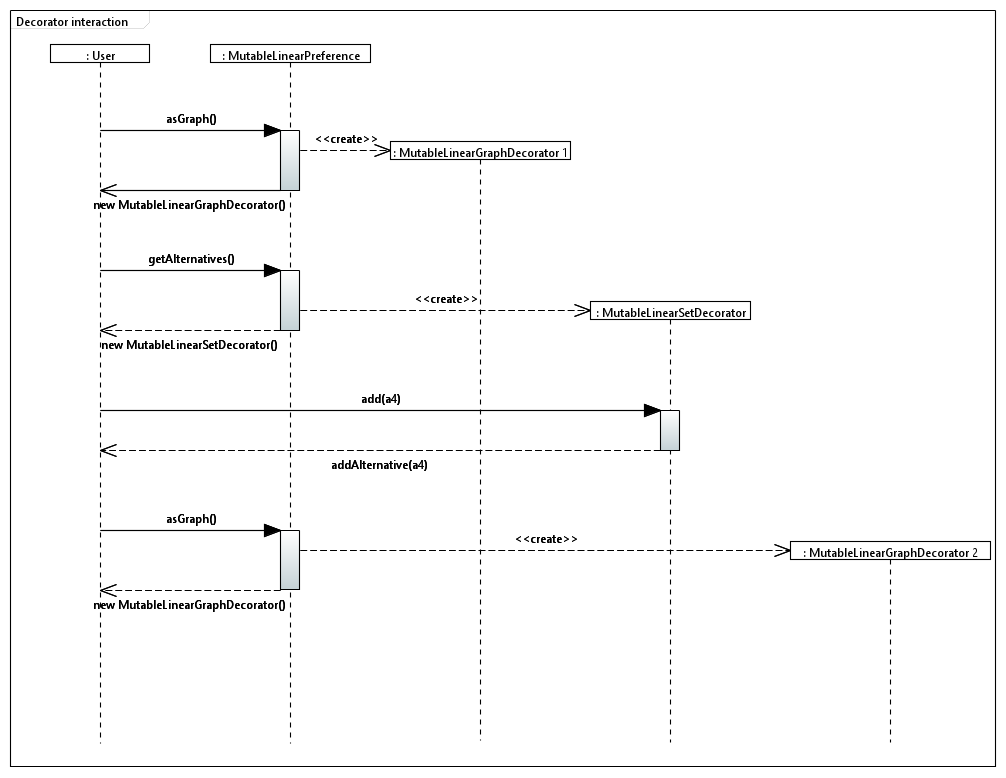 Decorator interaction
: User
: MutableLinearPreference
asGraph()
<<create>>
: MutableLinearGraphDecorator 1
new MutableLinearGraphDecorator()
getAlternatives()
<<create>>
: MutableLinearSetDecorator
new MutableLinearSetDecorator()
add(a4)
addAlternative(a4)
asGraph()
<<create>>
: MutableLinearGraphDecorator 2
new MutableLinearGraphDecorator()